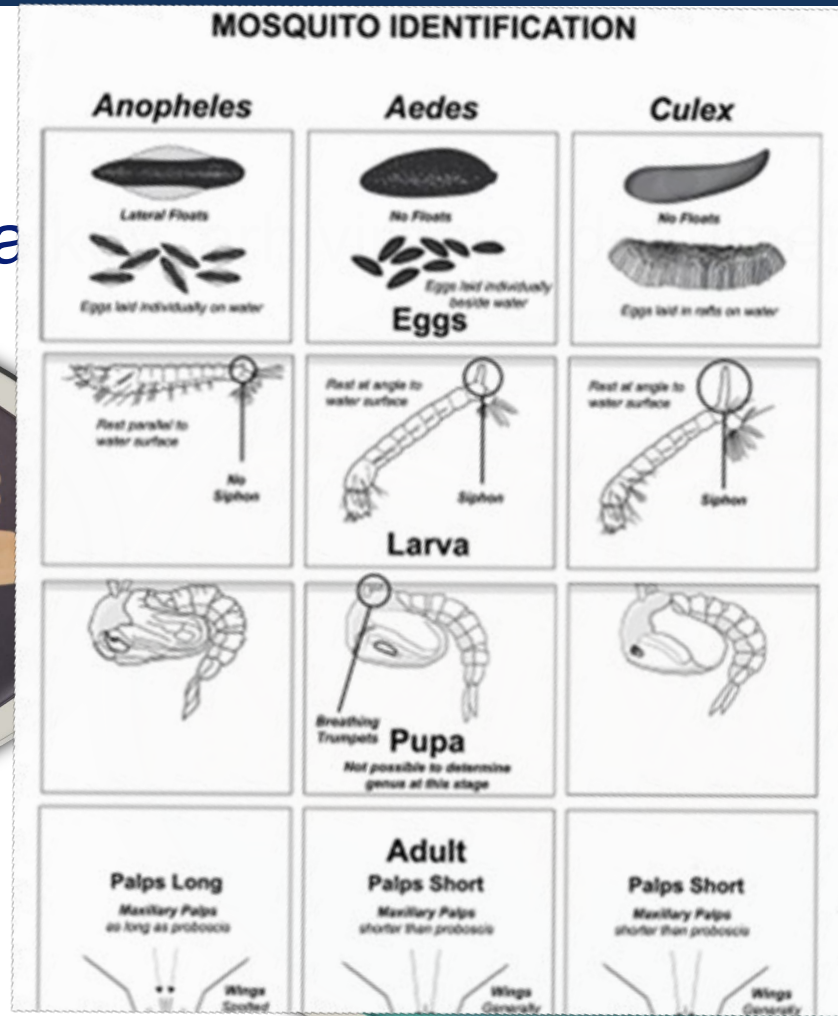 MOSQUITO IDENTIFICATION
Anopheles
Aedes
Culex
Lateral Floats
Eggs laid individually on water
No Floats
Eggs laid individually
beside water
Eggs
No Floats
Eggs laid in rafts on water
Rest parallel to
water surface
No
Siphon
Rest at angle to
water surface
Siphon
Larva
Rest at angle to
water surface
Siphon
Breathing
Trumpets
Pupa
Not possible to determine
genus at this stage
Adult
Palps Long
Maxillary Palps
as long as proboscis
Wings
Spotted
Palps Short
Maxillary Palps
shorter than proboscis
Wings
Generally
Palps Short
Maxillary Palps
shorter than proboscis
Wings
Generally